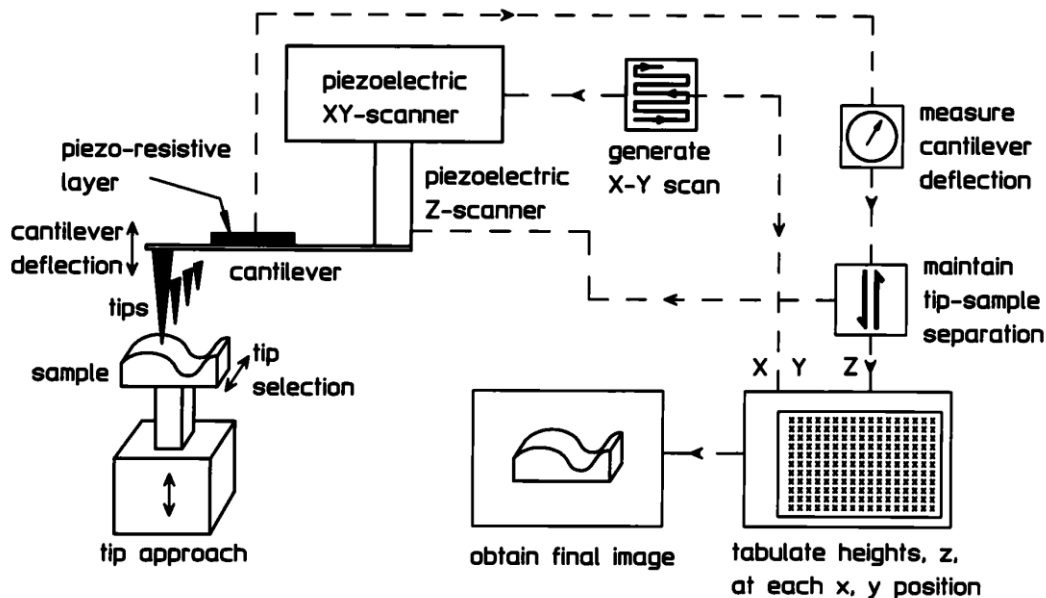 piezoelectric
XY-scanner
generate
X-Y scan
measure
cantilever
deflection
piezo-resistive
layer
piezoelectric
Z-scanner
cantilever
deflection
cantilever
maintain
tip-sample
separation
tips
sample
tip
selection
X Y Z
tip approach
obtain final image
tabulate heights, z,
at each x, y position